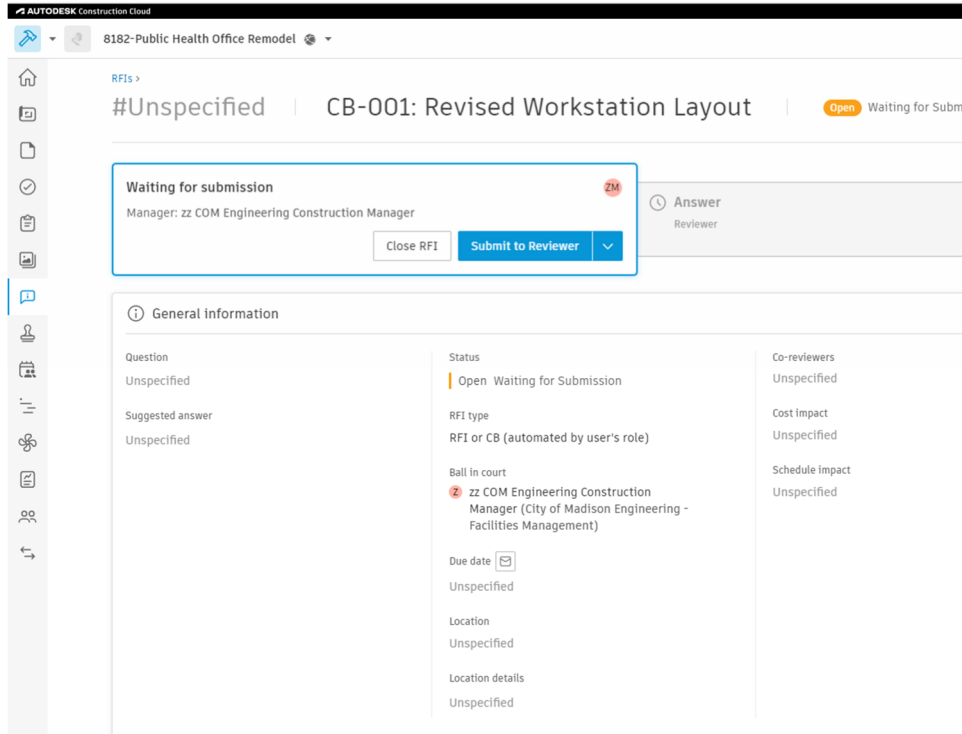 AUTODESK Construction Cloud
8182-Public Health Office Remodel
RFIs >
#Unspecified
CB-001: Revised Workstation Layout
Open Waiting for Subm
Waiting for submission
ZM
Manager: zz COM Engineering Construction Manager
Close RFI
Submit to Reviewer
Answer
Reviewer
General information
Question
Unspecified
Suggested answer
Unspecified
Status
Open Waiting for Submission
RFI type
RFI or CB (automated by user's role)
Ball in court
Z zz COM Engineering Construction
Manager (City of Madison Engineering -
Facilities Management)
Due date
Unspecified
Location
Unspecified
Location details
Unspecified
Co-reviewers
Unspecified
Cost impact
Unspecified
Schedule impact
Unspecified